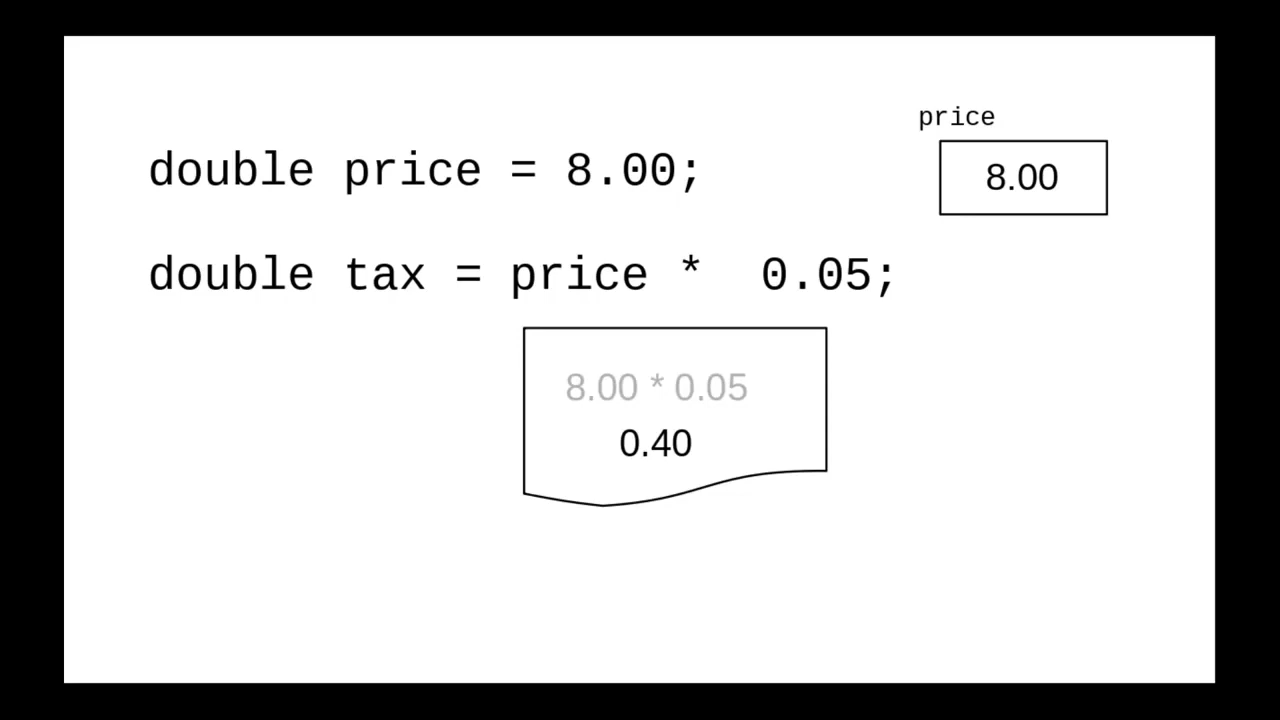 price
double price = 8.00;
8.00
double tax = price *  0.05;
8.00 * 0.05
0.40